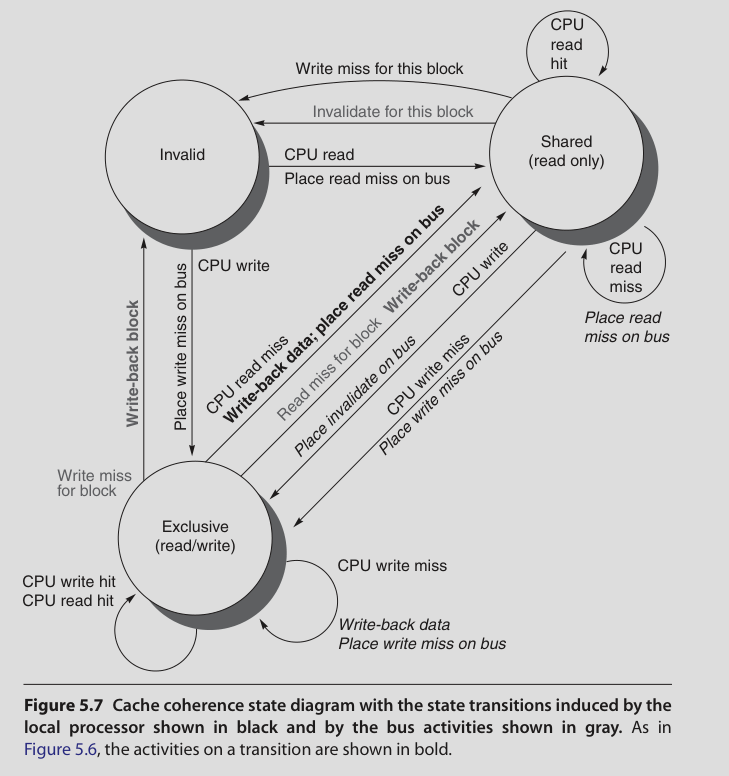 CPU
read
hit
Write miss for this block
Invalidate for this block
Invalid
CPU read
Place read miss on bus
Shared
(read only)
CPU write
Place write miss on bus
Write-back block
CPU read miss
Write-back data; place read miss on bus
Read missfor block Write-back block
CPU write
Place invalidate on bus
CPU write miss
Place write miss on bus
CPU
read
miss
Place read
miss on bus
Write miss
for block
Exclusive
(read/write)
CPU write hit
CPU read hit
CPU write miss
Write-back data
Place write miss on bus
Figure 5.7 Cache coherence state diagram with the state transitions induced by the
local processor shown in black and by the bus activities shown in gray. As in
Figure 5.6, the activities on a transition are shown in bold.